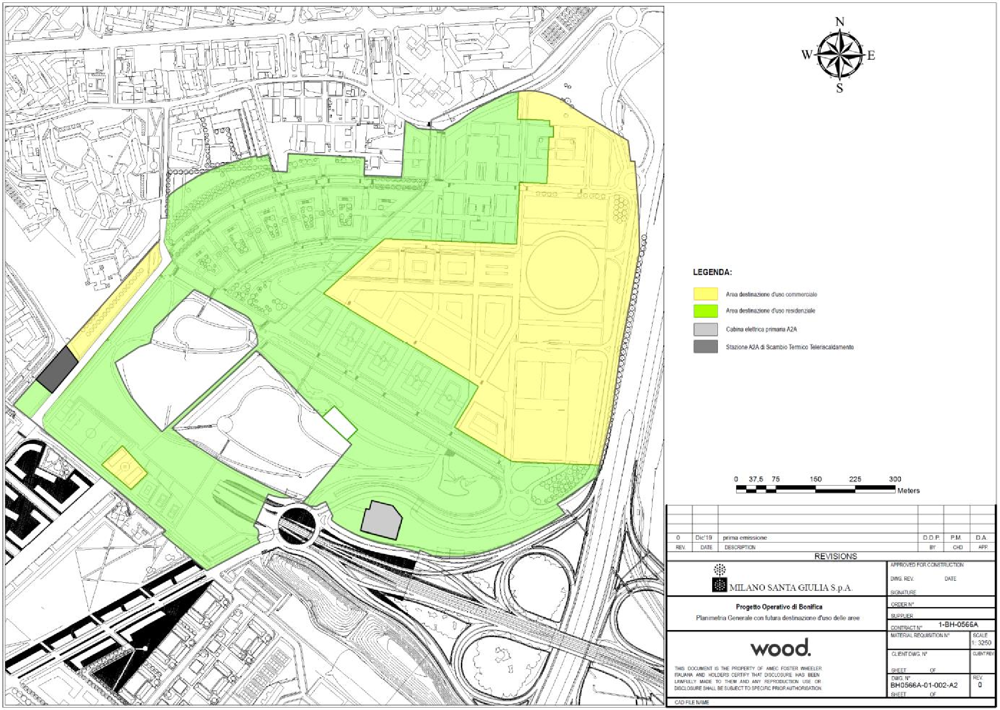 N
W E
S
LEGENDA:
Area destinazione d'uso commerciale
Area destinazione d'uso residenziale
Cabina elettrica primaria A2A
Stazione A2A di Scambio Termico Teleriscaldamento
0 37,5 75 150 225 300
Meters
0 Dic'19 prima emissione D.D.P. P.M. D.A.
REV. DATE DESCRIPTION BY CHD APP.
REVISIONS
MILANO SANTA GIULIA S.p.A.
Progetto Operativo di Bonifica
Planimetria Generale con futura destinazione d'uso delle aree
wood.
THIS DOCUMENT IS THE PROPERTY OF AMEC FOSTER WHEELER
ITALIANA AND HOLDERS CERTIFY THAT DISCLOSURE HAS BEEN
LAWFULLY MADE TO THEM AND ANY REPRODUCTION USE OR
DISCLOSURE SHALL BE SUBJECT TO SPECIFIC PRIOR AUTHORISATION.
APPROVED FOR CONSTRUCTION
DWG. REV. DATE
SIGNATURE
ORDER N°
SUPPLIER
CONTRACT N° 1-BH-0566A
MATERIAL REQUISITION N°
SCALE
1: 3250
CLIENT DWG. N°
CLIENT REV
SHEET OF
DWG. N°
BH0566A-01-002-A2
SHEET OF
REV.
0
CAD FILE NAME